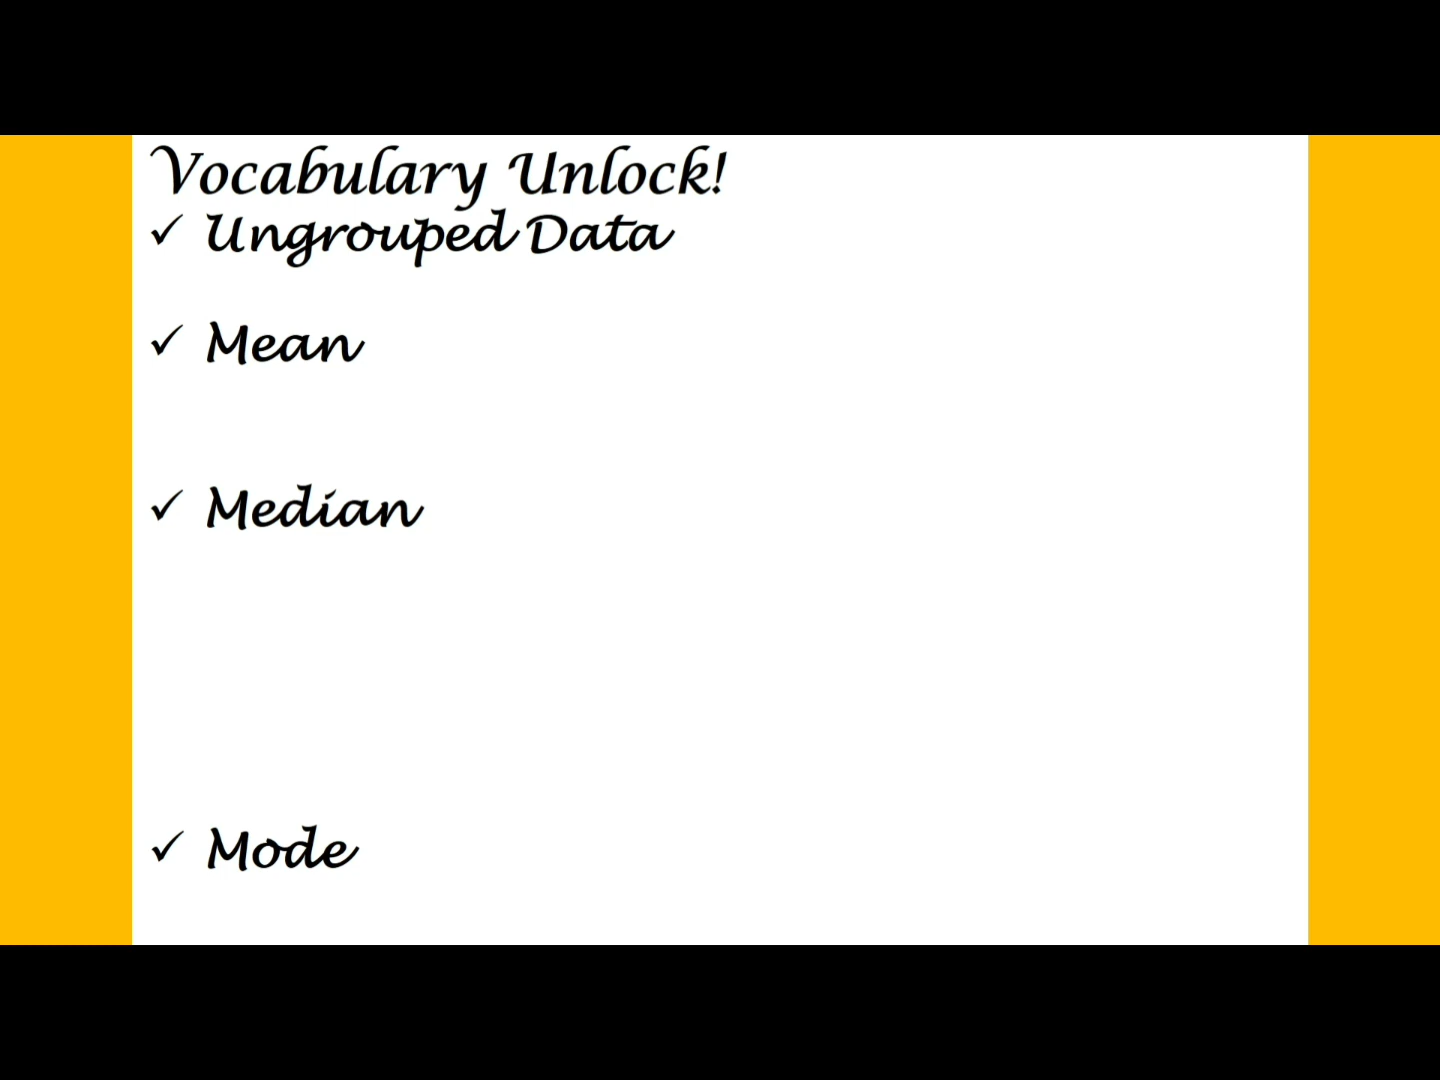 Vocabulary Unlock!
✓ Ungrouped Data
✓ Mean
✓ Median
✓ Mode